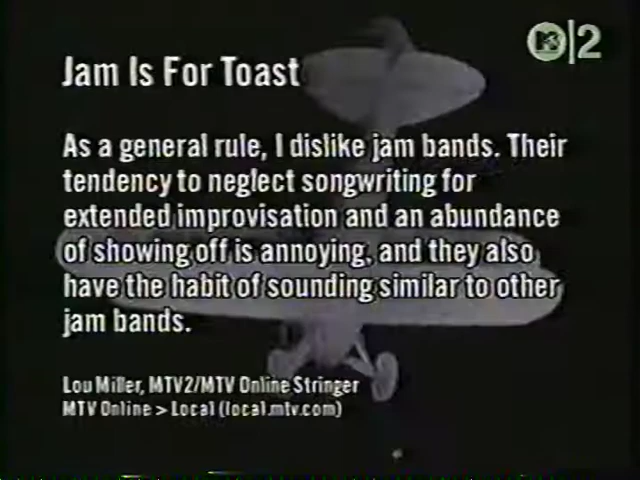 M|2
Jam Is For Toast
As a general rule, I dislike jam bands. Their
tendency to neglect songwriting for
extended improvisation and an abundance
of showing off is annoying, and they also
have the habit of sounding similar to other
jam bands.
Lou Miller, MTV2/MTV Online Stringer
MTV Online > Local (local.mtv.com)